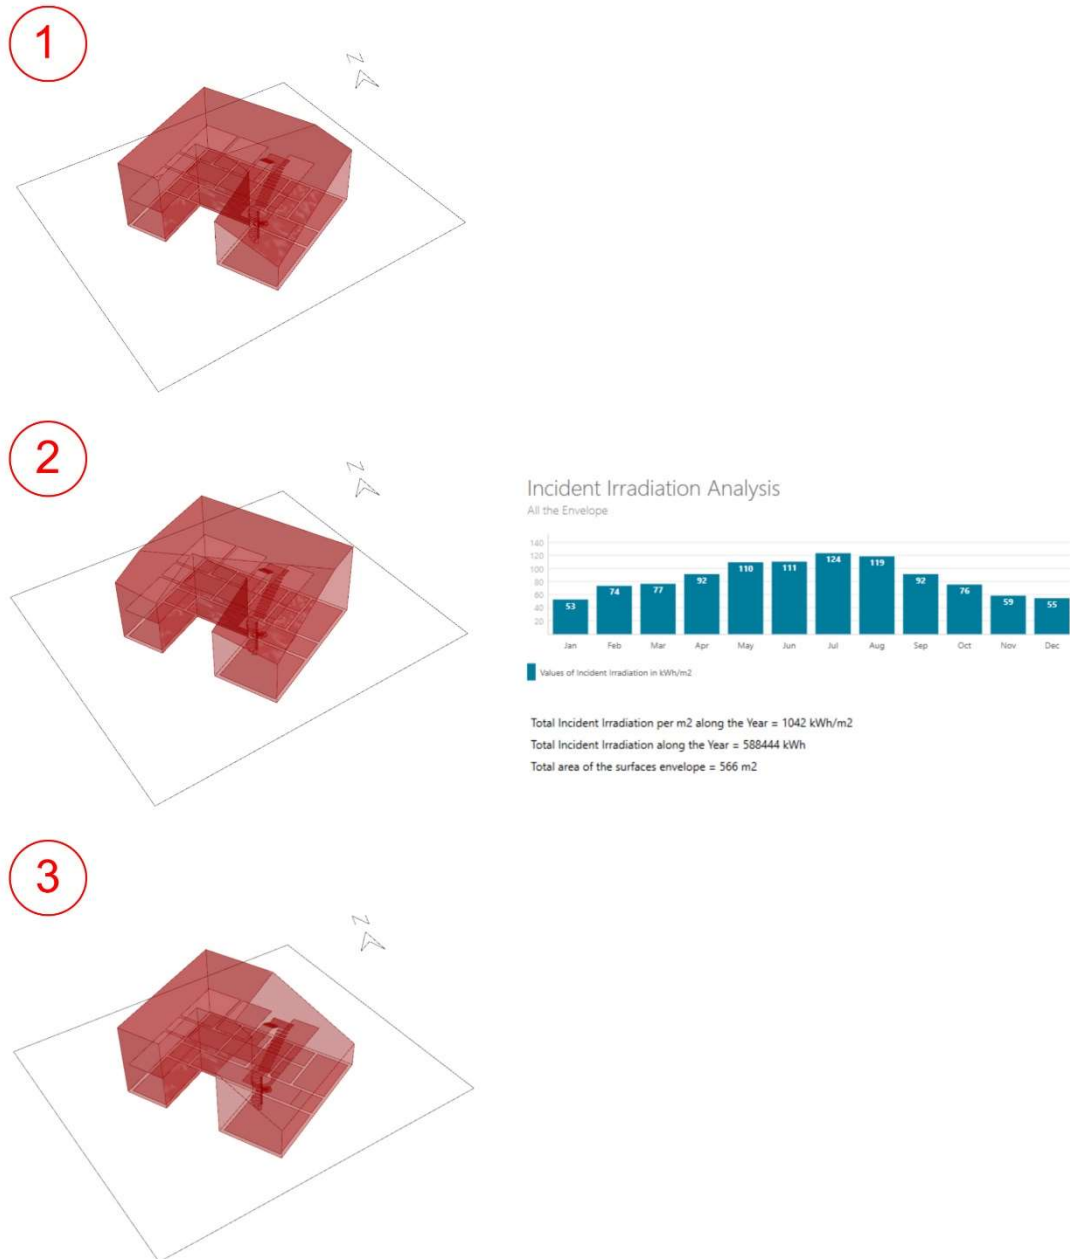 1
N
2
N
Incident Irradiation Analysis
All the Envelope
140
120
100
80
60
40
20
53
74
77
92
110
111
124
119
92
76
59
55
Jan Feb Mar Apr May Jun Jul Aug Sep Oct Nov Dec
Values of Incident Irradiation in kWh/m2
Total Incident Irradiation per m2 along the Year = 1042 kWh/m2
Total Incident Irradiation along the Year = 588444 kWh
Total area of the surfaces envelope = 566 m2
3
N